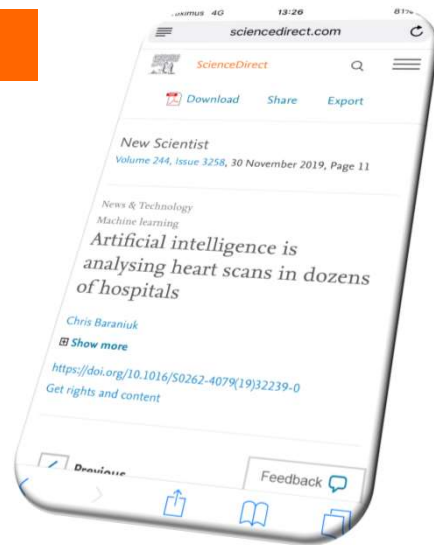 4G 13:26
sciencedirect.com
ScienceDirect
Download Share Export
New Scientist
Volume 244, Issue 3258, 30 November 2019, Page 11
News & Technology
Machine learning
Artificial intelligence is
analysing heart scans in dozens
of hospitals
Chris Baraniuk
Show more
https://doi.org/10.1016/S0262-4079(19)32239-0
Get rights and content
Previous
Feedback